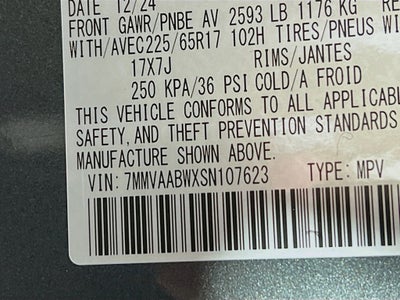 DATE 12/24
FRONT GAWR/PNBE AV 2593 LB 1176 KG
WITH/AVEC225/65R17 102H TIRES/PNEUS WI
17X7J RIMS/JANTES
250 KPA/36 PSI COLD/A FROID
THIS VEHICLE CONFORMS TO ALL APPLICABL
SAFETY, AND THEFT PREVENTION STANDARDS
MANUFACTURE SHOWN ABOVE.
VIN: 7MMVAABWXSN107623 TYPE: MPV